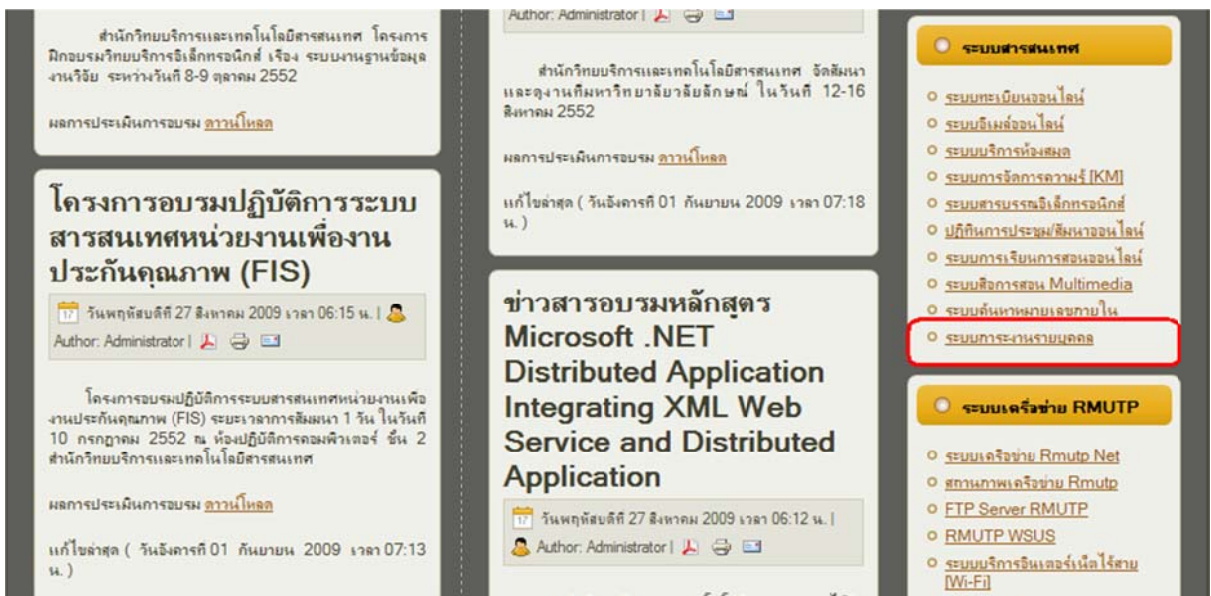 สำนักวิทยบริการและเทคโนโลยีสารสนเทศ โครงการ
ฝึกอบรมวิทยบริการอิเล็กทรอนิกส์ เรื่อง ระบบงานฐานข้อมูล
งานวิจัย ระหว่างวันที่ 8-9 ตุลาคม 2552
ผลการประเมินการอบรม ดาวน์โหลด
โครงการอบรมปฏิบัติการระบบ
สารสนเทศหน่วยงานเพื่องาน
ประกันคุณภาพ (FIS)
17 วันพฤหัสบดีที่ 27 สิงหาคม 2009 เวลา 06:15 น. |
Author: Administrator |
โครงการอบรมปฏิบัติการระบบสารสนเทศหน่วยงานเพื่อ
งานประกันคุณภาพ (FIS) ระยะเวลาการสัมมนา 1 วัน ในวันที่
10 กรกฎาคม 2552 ณ ห้องปฏิบัติการคอมพิวเตอร์ ชั้น 2
สำนักวิทยบริการและเทคโนโลยีสารสนเทศ
ผลการประเมินการอบรม ดาวน์โหลด
แก้ไขล่าสุด ( วันอังคารที่ 01 กันยายน 2009 เวลา 07:13
น. )
Author: Administrator |
สำนักวิทยบริการและเทคโนโลยีสารสนเทศ จัดสัมนา
และดูงานที่มหาวิทยาลัยวลัยลักษณ์ ในวันที่ 12-16
สิงหาคม 2552
ผลการประเมินการอบรม ดาวน์โหลด
แก้ไขล่าสุด ( วันอังคารที่ 01 กันยายน 2009 เวลา 07:18
น. )
ข่าวสารอบรมหลักสูตร
Microsoft .NET
Distributed Application
Integrating XML Web
Service and Distributed
Application
17 วันพฤหัสบดีที่ 27 สิงหาคม 2009 เวลา 06:12 น. |
Author: Administrator |
ระบบสารสนเทศ
ระบบทะเบียนออนไลน์
ระบบอีเมล์ออนไลน์
ระบบบริการห้องสมุด
ระบบการจัดการความรู้ [KM]
ระบบสารบรรณอิเล็กทรอนิกส์
ปฏิทินการประชุม/สัมนาออนไลน์
ระบบการเรียนการสอนออนไลน์
ระบบสื่อการสอน Multimedia
ระบบค้นหาหมายเลขภายใน
ระบบภาระงานรายบุคคล
ระบบเครือข่าย RMUTP
ระบบเครือข่าย Rmutp Net
สถานภาพเครือข่าย Rmutp
FTP Server RMUTP
RMUTP WSUS
ระบบบริการอินเตอร์เน็ตไร้สาย
[Wi-Fi]